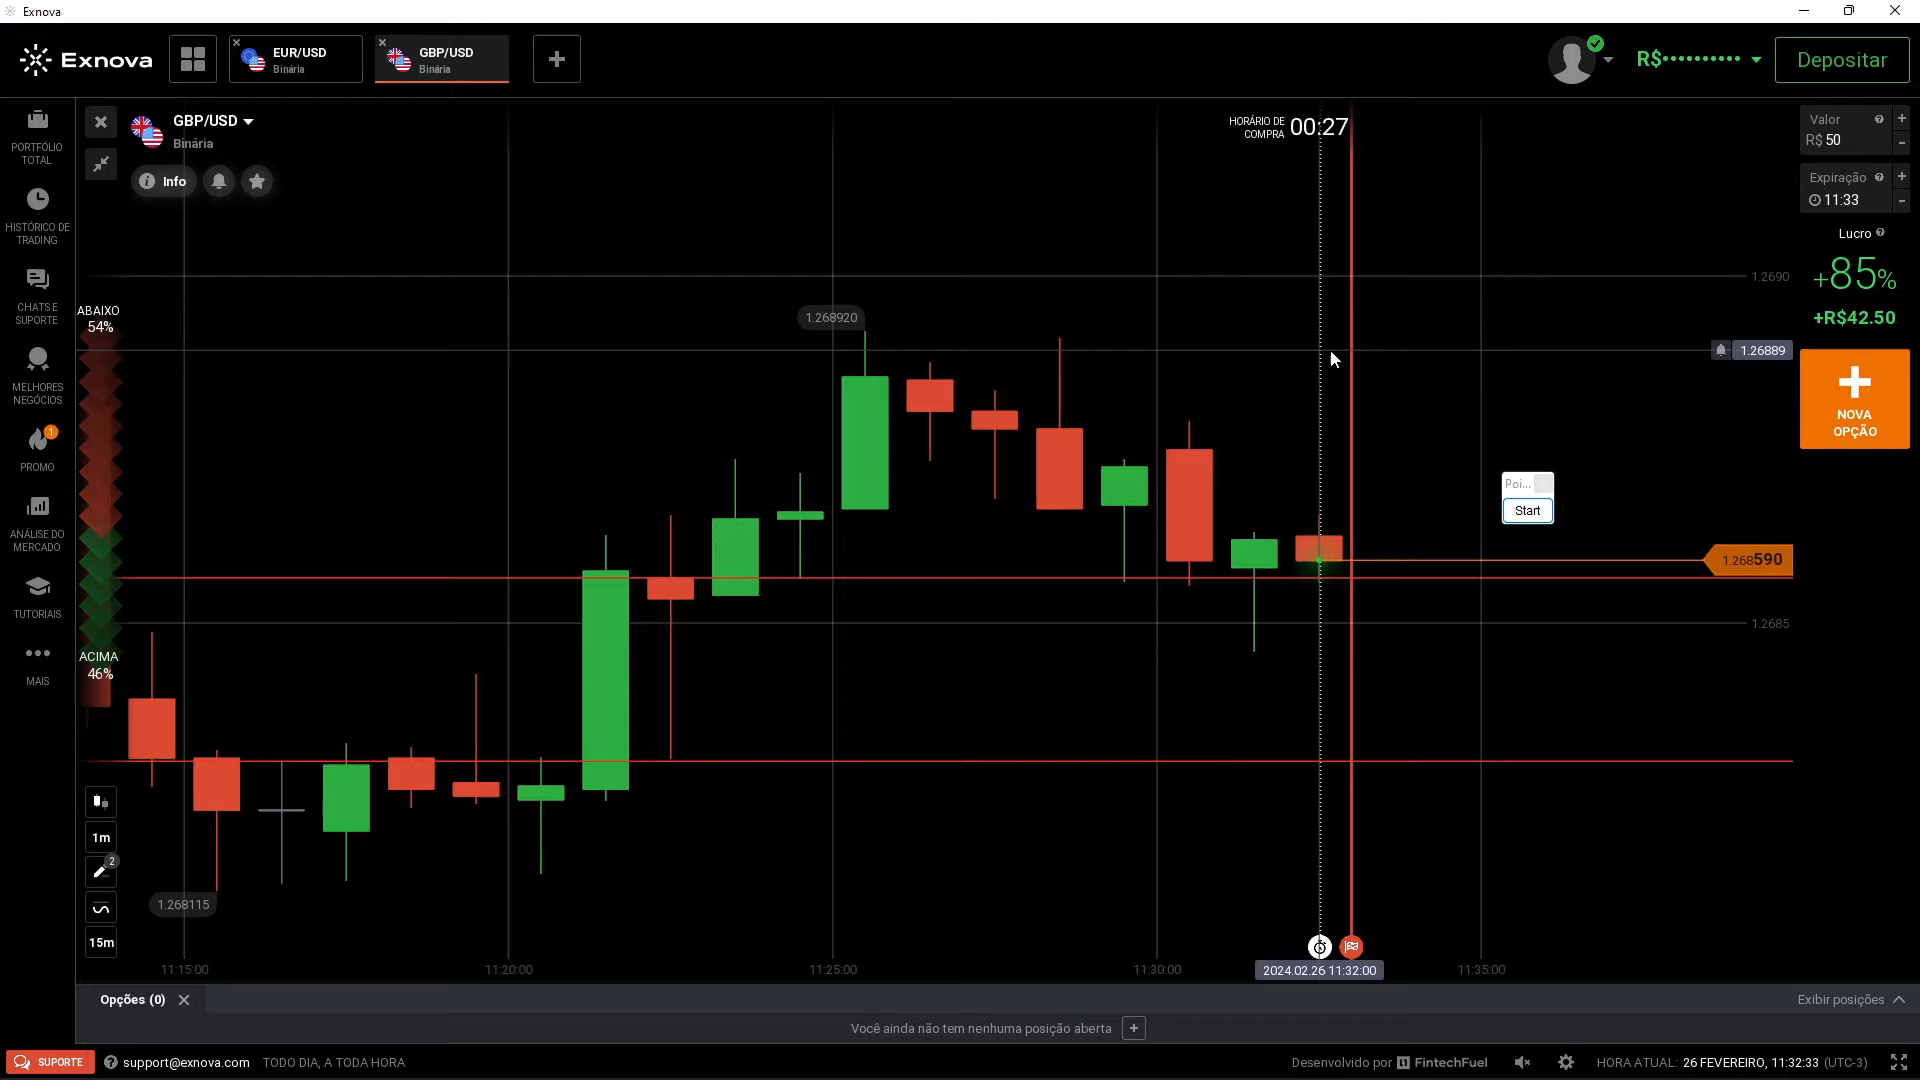 Exnova
Exnova
EUR/USD
Binária
GBP/USD
Binária
R$••••••••••
Depositar
PORTFÓLIO
TOTAL
HISTÓRICO DE
TRADING
CHATS E
SUPORTE
MELHORES
NEGÓCIOS
1
PROMO
ANÁLISE DO
MERCADO
TUTORIAIS
MAIS
GBP/USD
Binária
Info
HORÁRIO DE
COMPRA
00:27
ABAIXO
54%
ACIMA
46%
1.268920
1.268115
1.2690
1.26889
1.268590
1.2685
Poi...
Start
Valor
R$ 50
Expiração
11:33
Lucro
+85%
+R$42.50
NOVA
OPÇÃO
1m
2
15m
11:15:00
11:20:00
11:25:00
11:30:00
2024.02.26 11:32:00
11:35:00
Opções (0)
Exibir posições
Você ainda não tem nenhuma posição aberta
SUPORTE
support@exnova.com
TODO DIA, A TODA HORA
Desenvolvido por FintechFuel
HORA ATUAL: 26 FEVEREIRO, 11:32:33 (UTC-3)